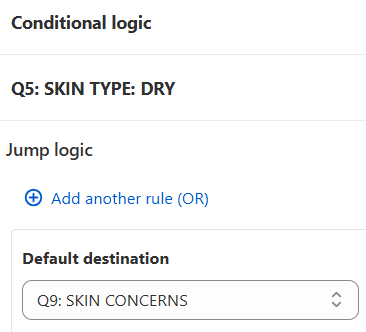 Conditional logic
Q5: SKIN TYPE: DRY
Jump logic
Add another rule (OR)
Default destination
Q9: SKIN CONCERNS